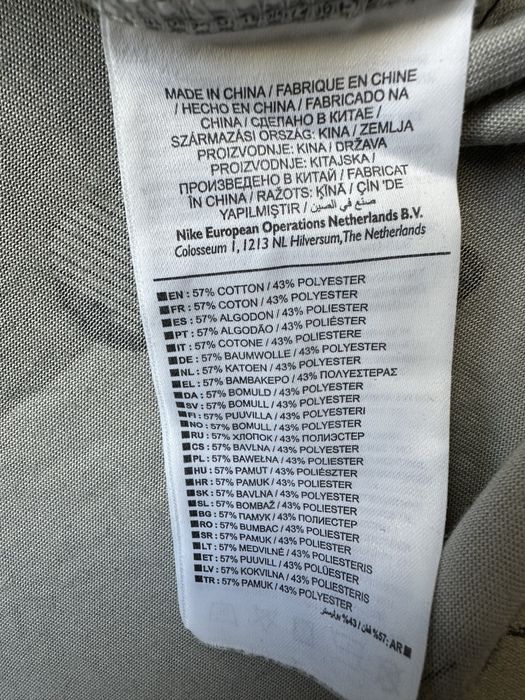 MADE IN CHINA / FABRIQUE EN CHINE
/ HECHO EN CHINA / FABRICADO NA
CHINA / СДЕЛАНО В КИТАЕ /
SZÁRMAZÁSI ORSZÁG: KINA / ZEMLJA
PROIZVODNJE: KINA / DRŽAVA
PROIZVODNJE: KITAJSKA /
ПРОИЗВЕДЕНО В КИТАЙ / FABRICAT
ÎN CHINA / RAŽOTS: ĶĪNĀ / ÇİN 'DE
YAPILMIŞTIR / صنع في الصين
Nike European Operations Netherlands B.V.
Colosseum 1, 1213 NL Hilversum, The Netherlands
EN : 57% COTTON / 43% POLYESTER
FR : 57% COTON / 43% POLYESTER
ES : 57% ALGODON / 43% POLIESTER
PT : 57% ALGODÃO / 43% POLIÉSTER
IT : 57% COTONE / 43% POLIESTERE
DE : 57% BAUMWOLLE / 43% POLYESTER
NL : 57% KATOEN / 43% POLYESTER
EL : 57% ΒΑΜΒΑΚΕΡΟ / 43% ΠΟΛΥΕΣΤΕΡΑΣ
DA : 57% BOMULD / 43% POLYESTER
SV : 57% BOMULL / 43% POLYESTER
FI : 57% PUUVILLA / 43% POLYESTERI
NO : 57% BOMULL / 43% POLYESTER
RU : 57% ХЛОПОК / 43% ПОЛИЭСТЕР
CS : 57% BAVLNA / 43% POLYESTER
PL : 57% BAWEŁNA / 43% POLIESTER
HU : 57% PAMUT / 43% POLIÉSZTER
HR : 57% PAMUK / 43% POLIESTER
SK : 57% BAVLNA / 43% POLYESTER
SL : 57% BOMBAŽ / 43% POLIESTER
BG : 57% ПАМУК / 43% ПОЛИЕСТЕР
RO : 57% BUMBAC / 43% POLIESTER
SR : 57% PAMUK / 43% POLIESTER
LT : 57% MEDVILNĖ / 43% POLIESTERIS
ET : 57% PUUVILL / 43% POLÜESTER
LV : 57% KOKVILNA / 43% POLIESTERIS
TR : 57% PAMUK / 43% POLYESTER
AR :57% قطن / 43% بوليستر